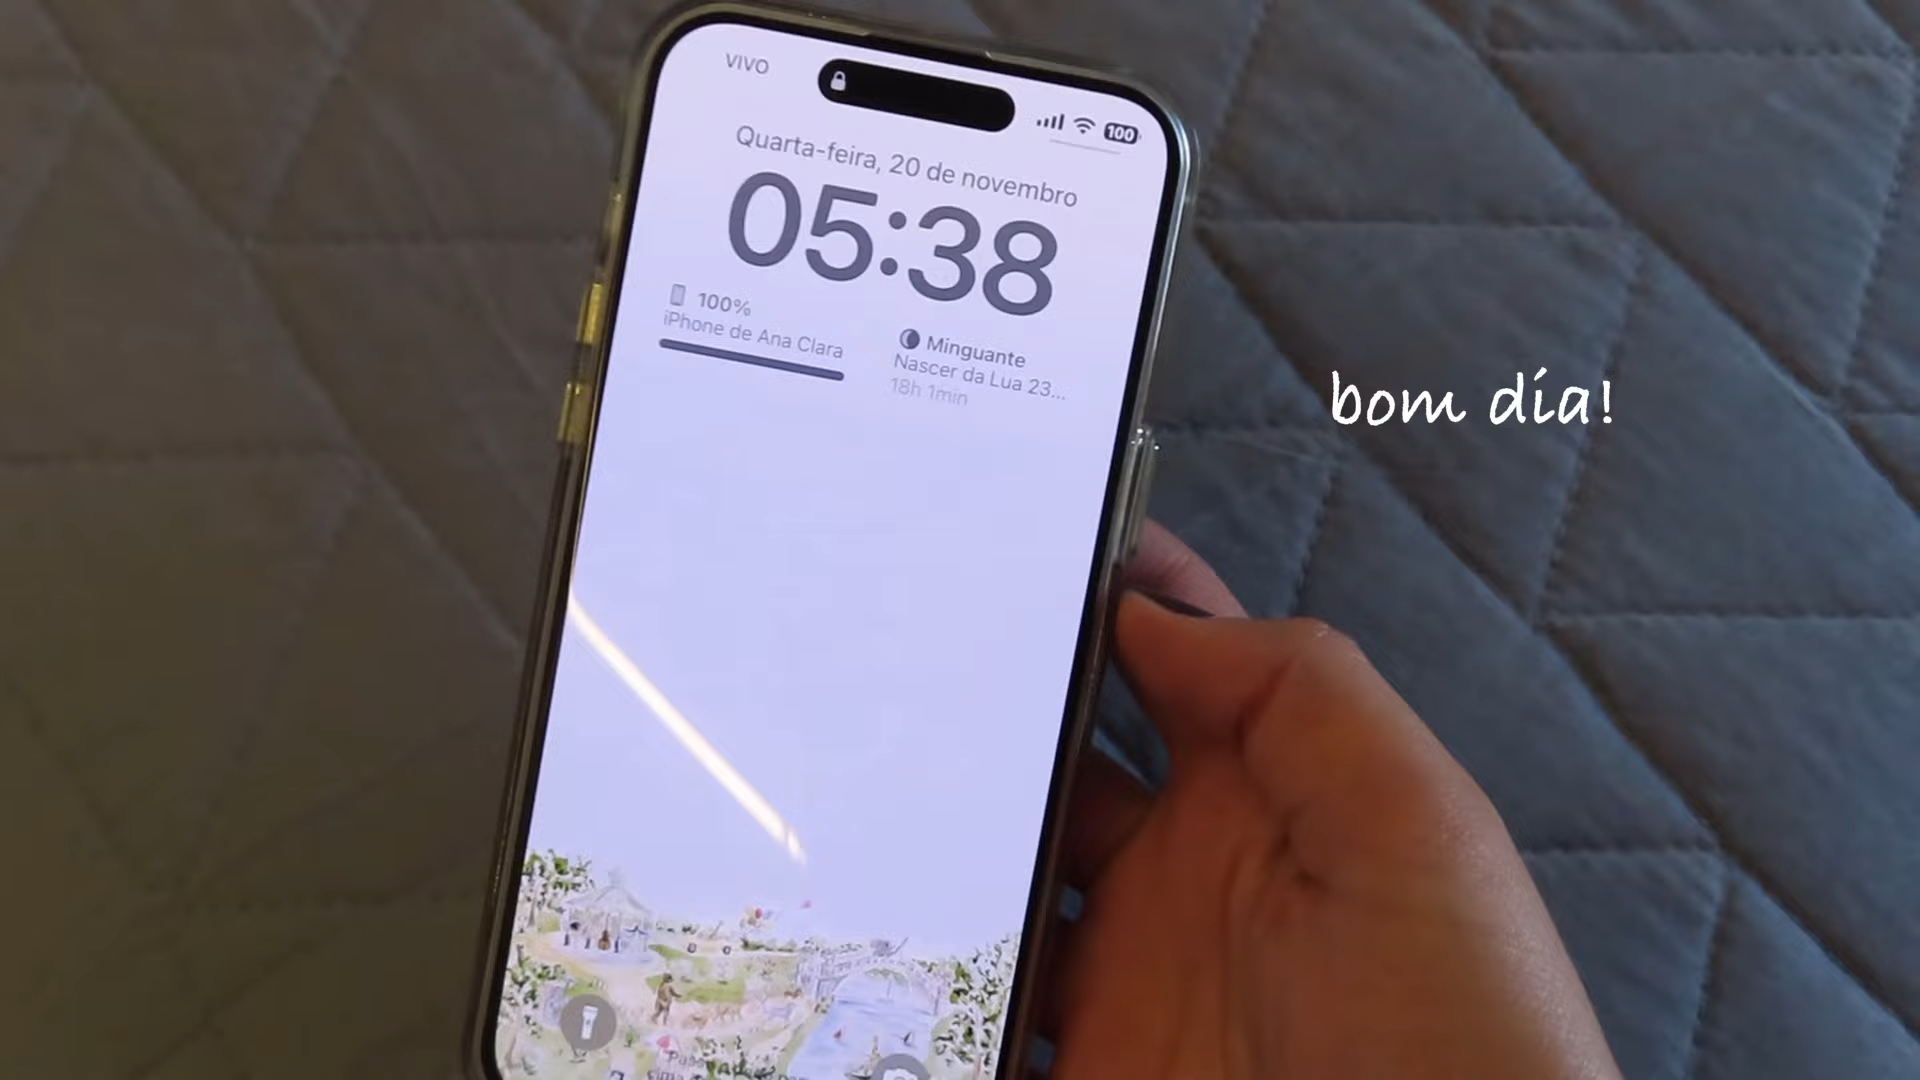 VIVO
100
Quarta-feira, 20 de novembro
05:38
100%
iPhone de Ana Clara
Minguante
Nascer da Lua 23...
18h 1min
bom día!